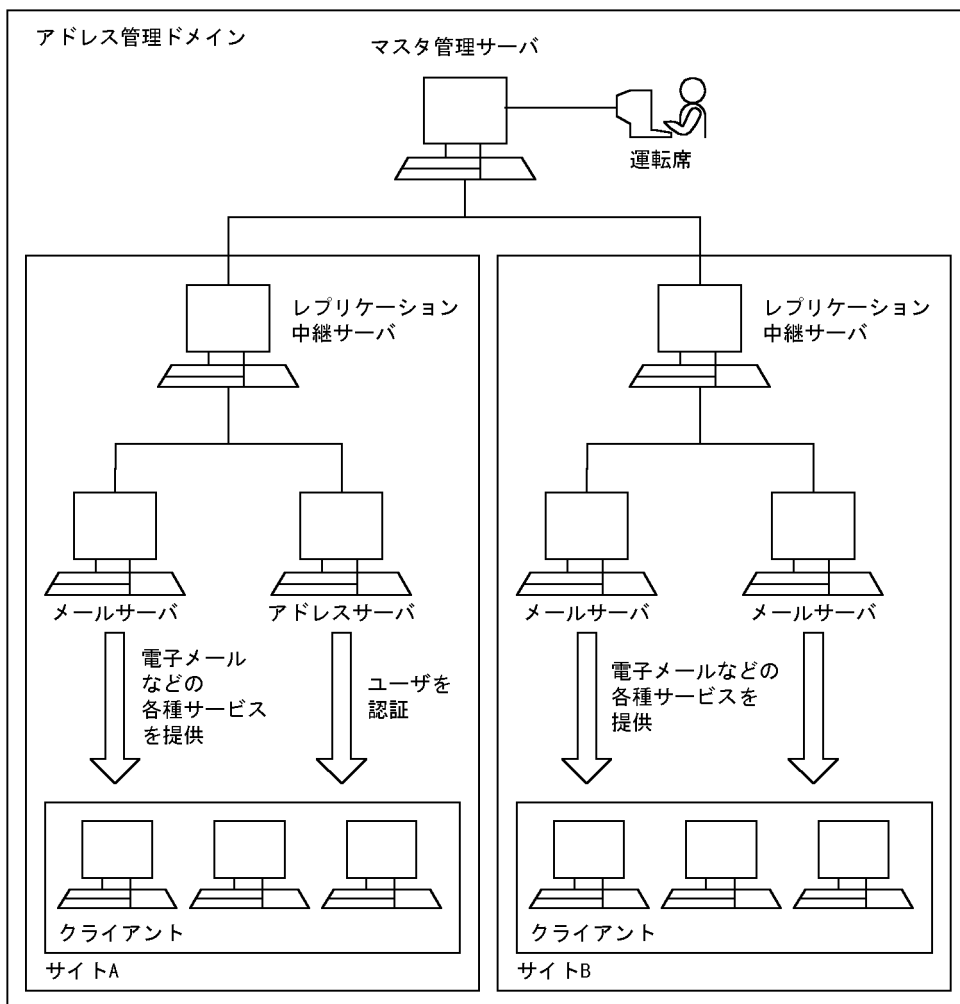 アドレス管理ドメイン
マスタ管理サーバ
運転席
レプリケーション
中継サーバ
メールサーバ
アドレスサーバ
電子メール
などの
各種サービス
を提供
ユーザを
認証
クライアント
サイトA
レプリケーション
中継サーバ
メールサーバ
メールサーバ
電子メールなどの
各種サービスを
提供
クライアント
サイトB